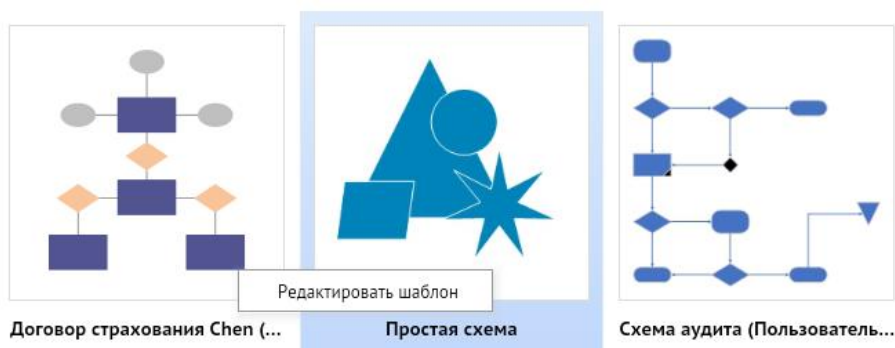 Редактировать шаблон
Договор страхования Chen (...
Простая схема
Схема аудита (Пользователь...